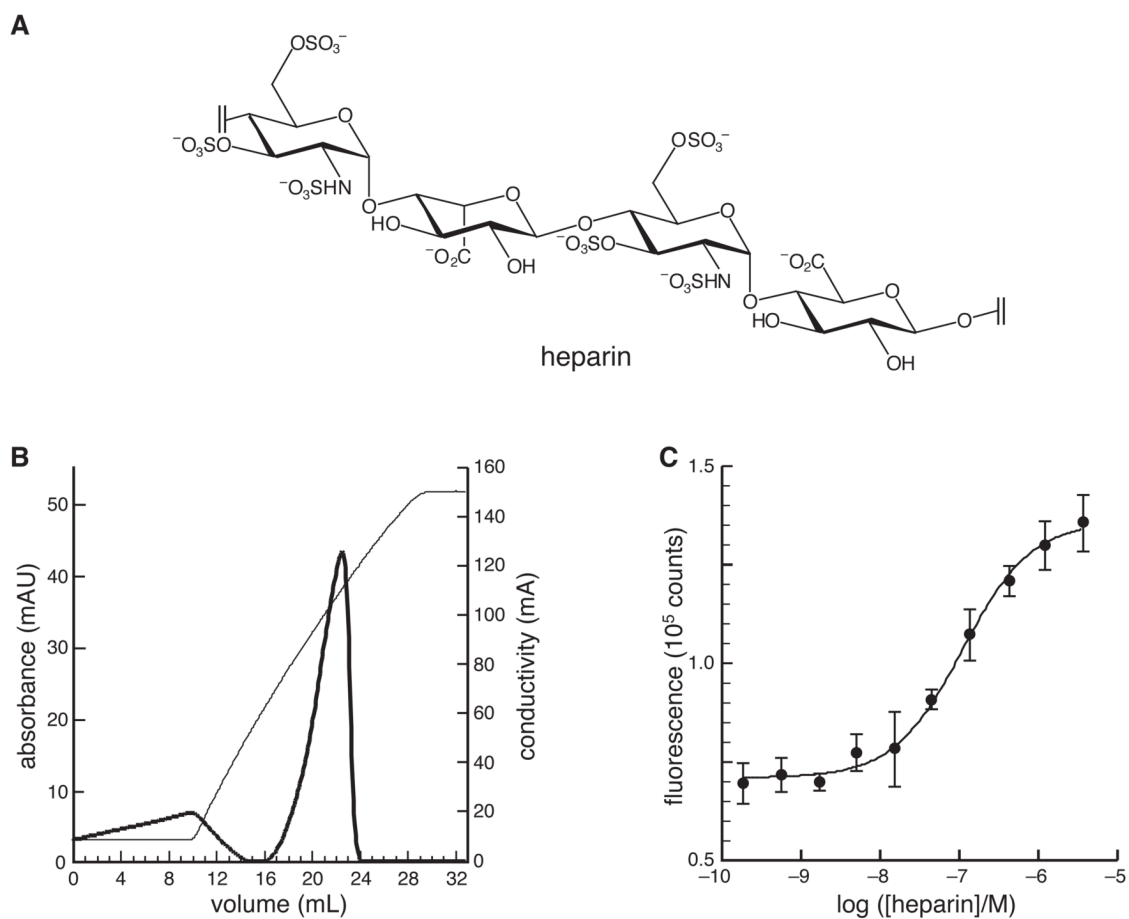 A
OSO₃⁻
O
⁻O₃SO
⁻O₃SHN
O
O
HO
⁻O₂C
OH
O
OSO₃⁻
O
⁻O₃SO
⁻O₃SHN
O
⁻O₂C
O
HO
OH
O
heparin
B
absorbance (mAU)
50
40
30
20
10
0
160
140
120
100
80
60
40
20
0
conductivity (mA)
0 4 8 12 16 20 24 28 32
volume (mL)
C
fluorescence (10⁵ counts)
1.5
1.0
0.5
–10 –9 –8 –7 –6 –5
log ([heparin]/M)